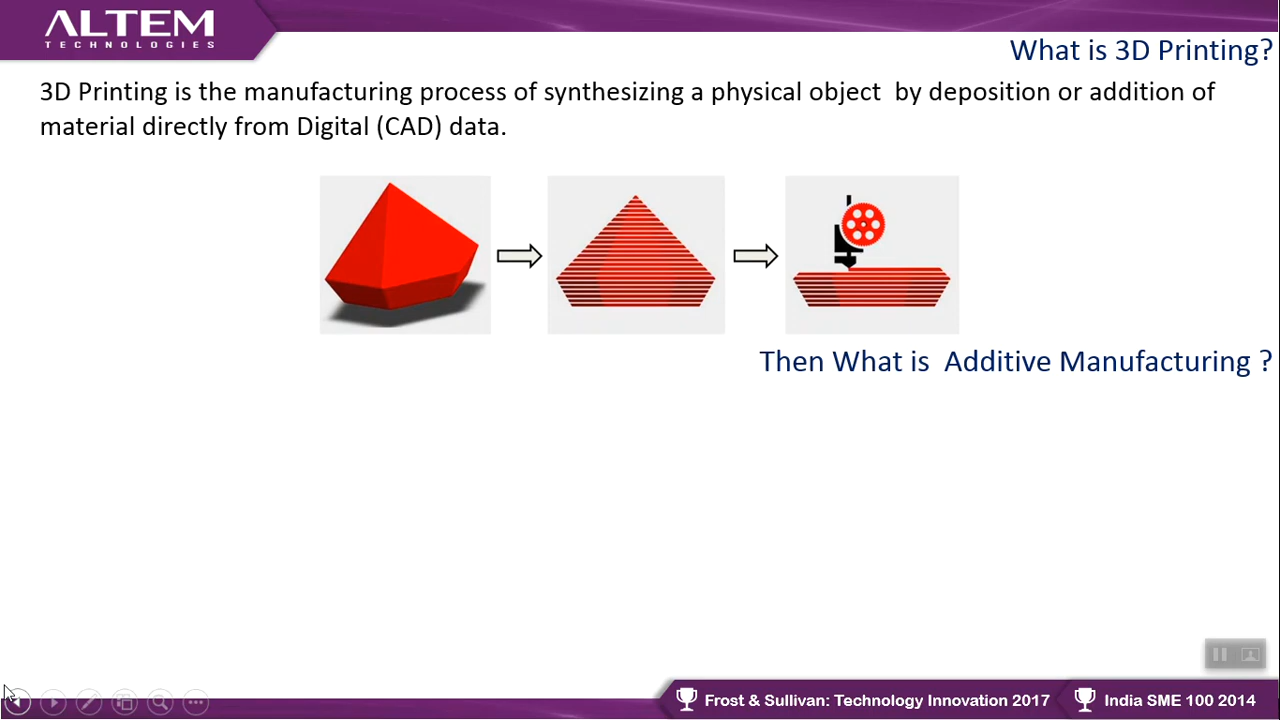 ALTEM
TECHNOLOGIES
What is 3D Printing?
3D Printing is the manufacturing process of synthesizing a physical object by deposition or addition of
material directly from Digital (CAD) data.
Then What is Additive Manufacturing ?
Frost & Sullivan: Technology Innovation 2017
India SME 100 2014